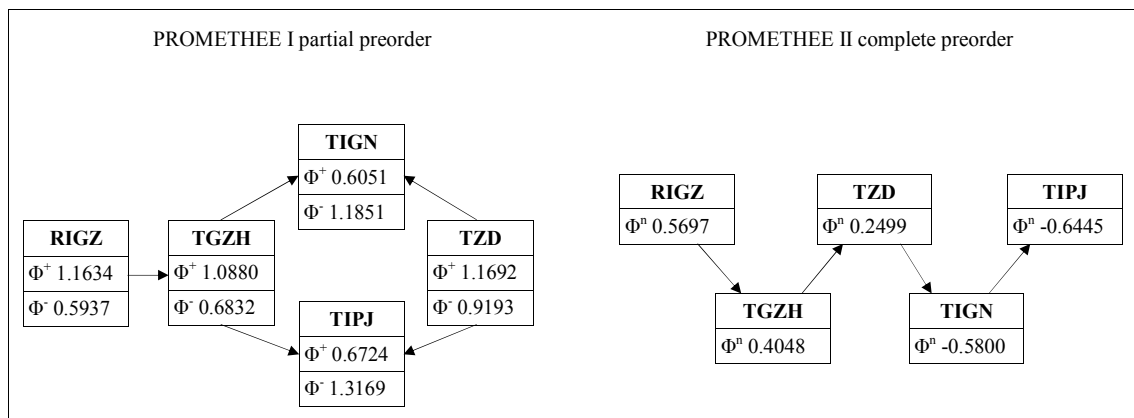 PROMETHEE I partial preorder
TIGN
Φ+ 0.6051
Φ- 1.1851
RIGZ
Φ+ 1.1634
Φ- 0.5937
TGZH
Φ+ 1.0880
Φ- 0.6832
TZD
Φ+ 1.1692
Φ- 0.9193
TIPJ
Φ+ 0.6724
Φ- 1.3169
PROMETHEE II complete preorder
RIGZ
Φn 0.5697
TZD
Φn 0.2499
TIPJ
Φn -0.6445
TGZH
Φn 0.4048
TIGN
Φn -0.5800